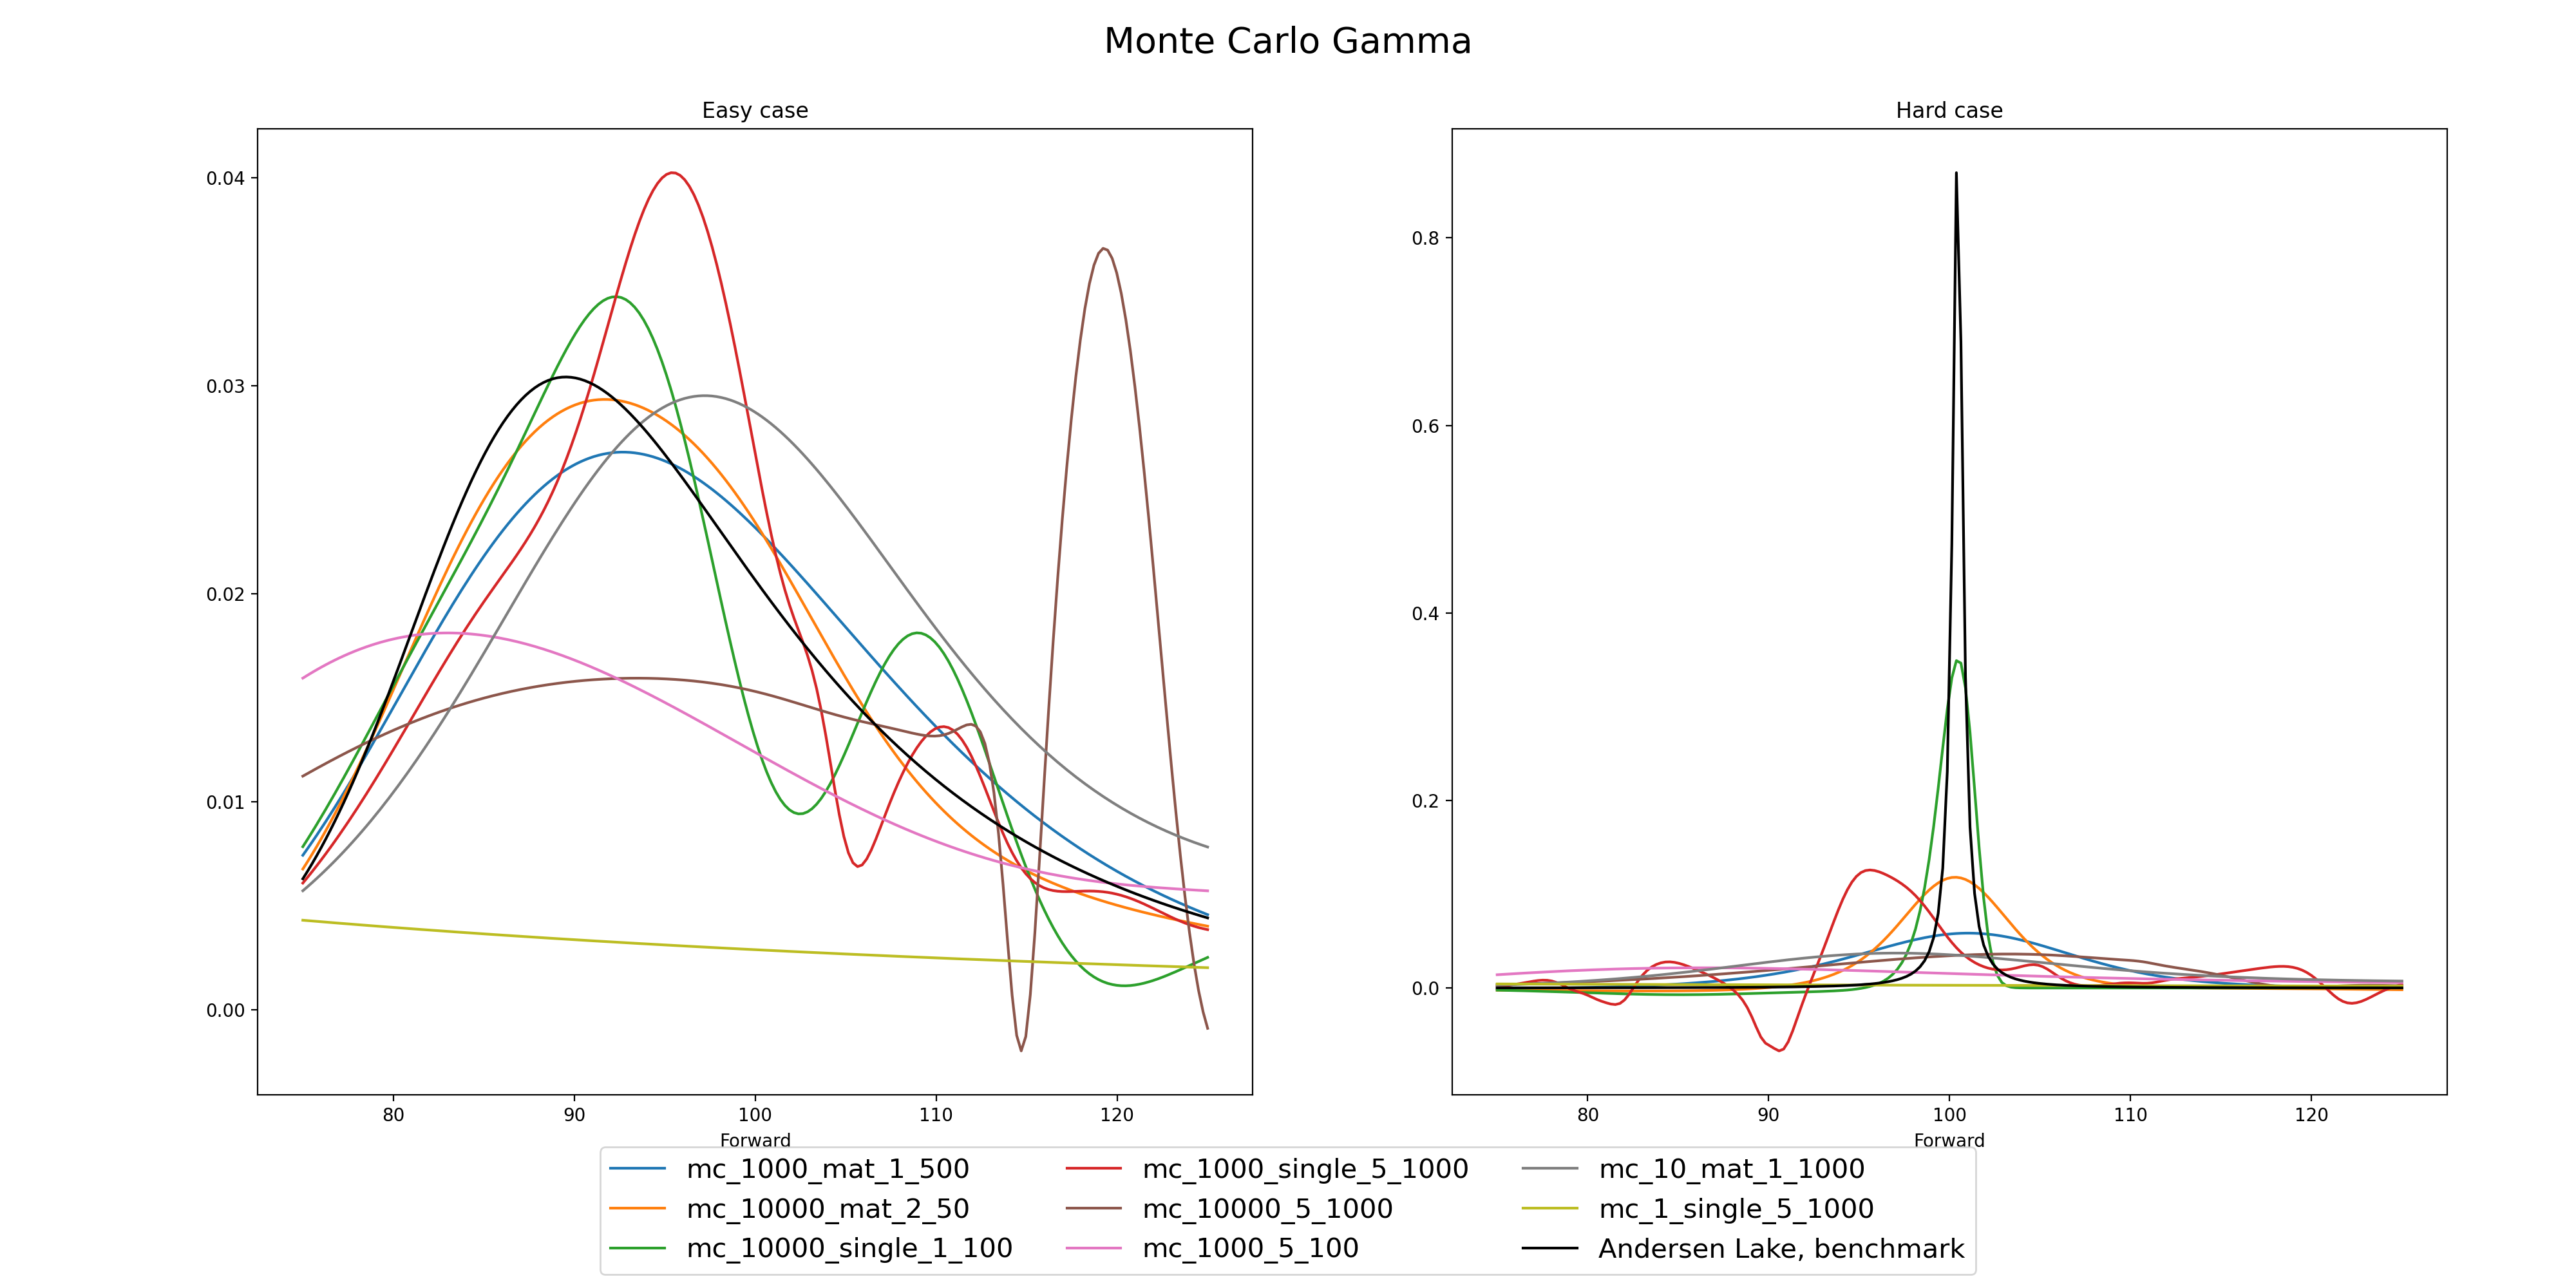 Monte Carlo Gamma
Easy case
0.04
0.03
0.02
0.01
0.00
80 90 100 110 120
Forward
Hard case
0.8
0.6
0.4
0.2
0.0
80 90 100 110 120
Forward
mc_1000_mat_1_500
mc_10000_mat_2_50
mc_10000_single_1_100
mc_1000_single_5_1000
mc_10000_5_1000
mc_1000_5_100
mc_10_mat_1_1000
mc_1_single_5_1000
Andersen Lake, benchmark